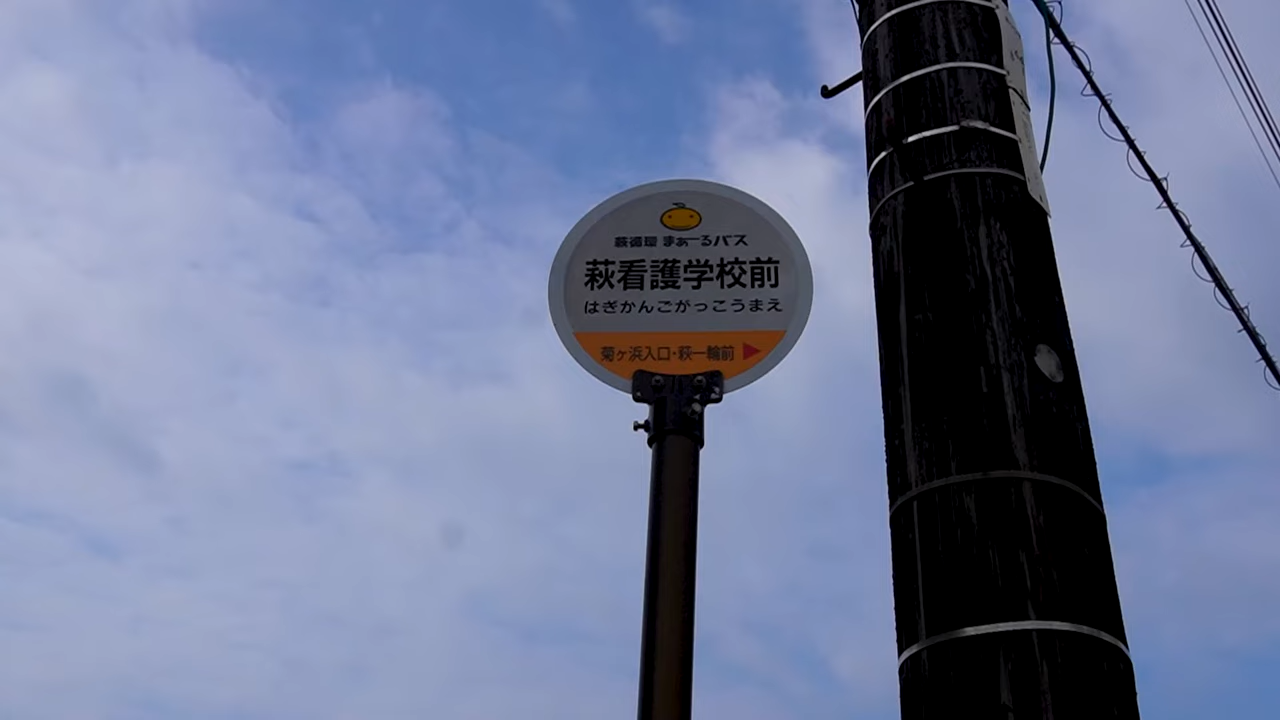 萩循環 まぁーるバス
萩看護学校前
はぎかんごがっこうまえ
菊ヶ浜入口・萩一輪前